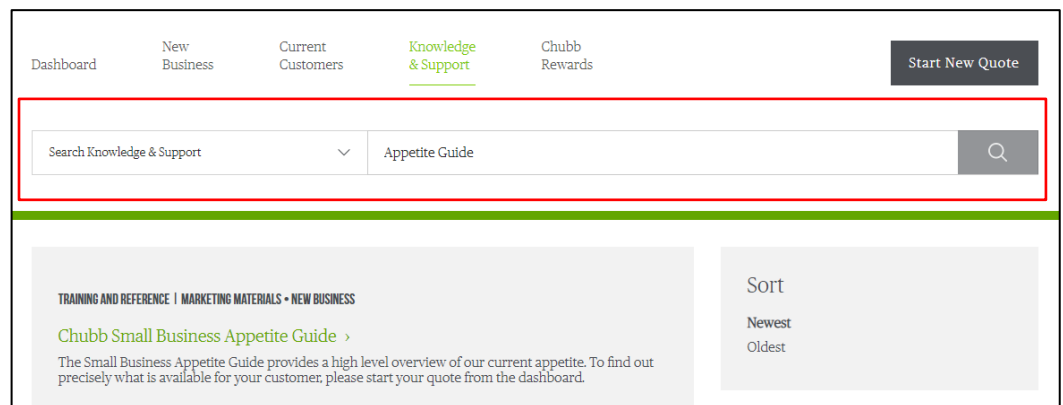 Dashboard
New
Business
Current
Customers
Knowledge
& Support
Chubb
Rewards
Start New Quote
Search Knowledge & Support
Appetite Guide
TRAINING AND REFERENCE | MARKETING MATERIALS • NEW BUSINESS
Chubb Small Business Appetite Guide ›
The Small Business Appetite Guide provides a high level overview of our current appetite. To find out
precisely what is available for your customer, please start your quote from the dashboard.
Sort
Newest
Oldest